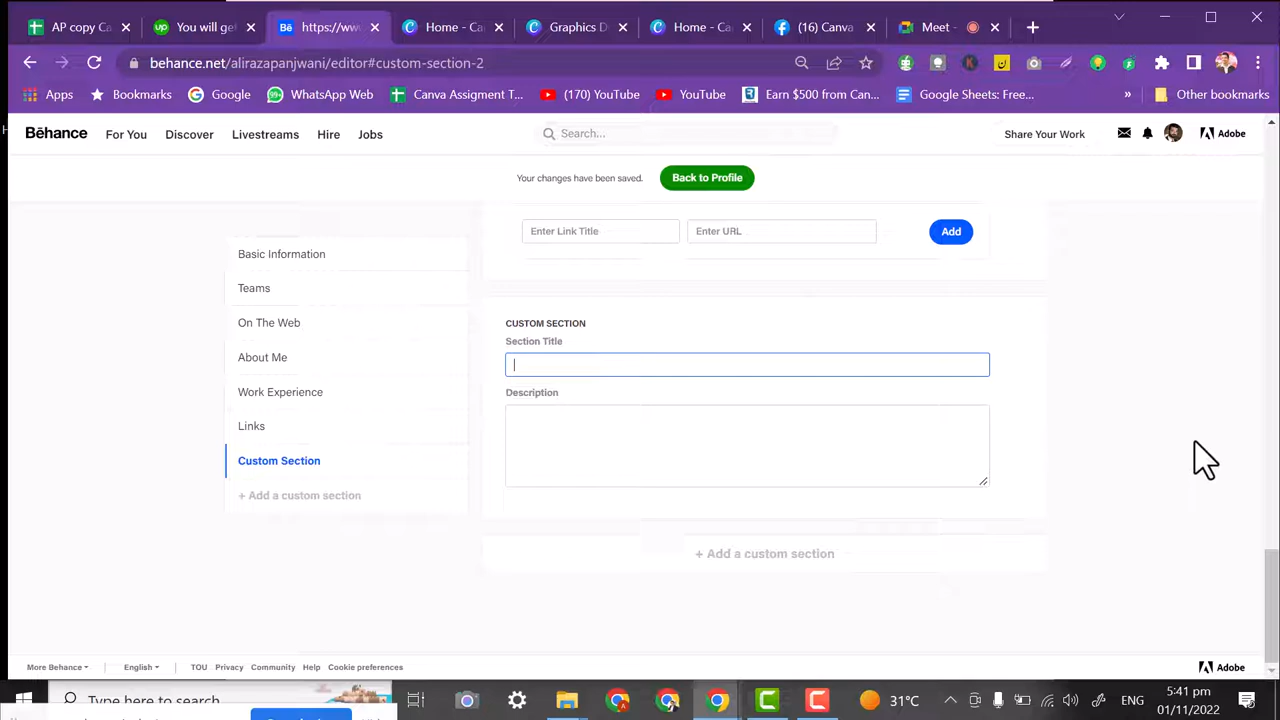 AP copy Ca
You will ge
https://ww
Home - Can
Graphics D
Home - Can
(16) Canva
Meet -
behance.net/alirazapanjwani/editor#custom-section-2
Apps
Bookmarks
Google
WhatsApp Web
Canva Assigment T...
(170) YouTube
YouTube
Earn $500 from Can...
Google Sheets: Free...
»
Other bookmarks
Bēhance
For You
Discover
Livestreams
Hire
Jobs
Search...
Share Your Work
Adobe
Your changes have been saved.
Back to Profile
Enter Link Title
Enter URL
Add
Basic Information
Teams
On The Web
About Me
Work Experience
Links
Custom Section
+ Add a custom section
CUSTOM SECTION
Section Title
Description
+ Add a custom section
More Behance
English
TOU
Privacy
Community
Help
Cookie preferences
Adobe
Type here to search
31°C
ENG
5:41 pm
01/11/2022